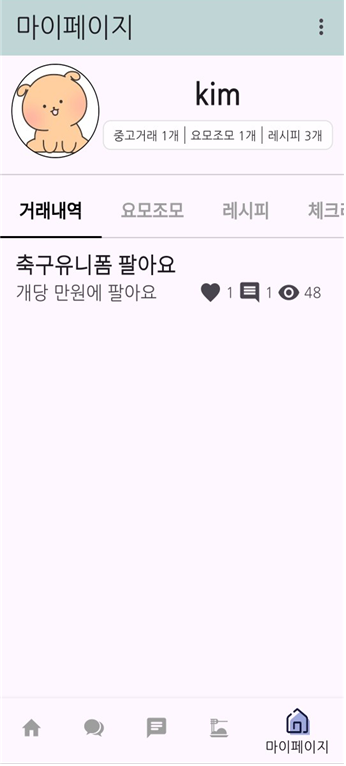 마이페이지
kim
중고거래 1개 | 요모조모 1개 | 레시피 3개
거래내역 요모조모 레시피
축구유니폼 팔아요
개당 만원에 팔아요 1 1 48
마이페이지